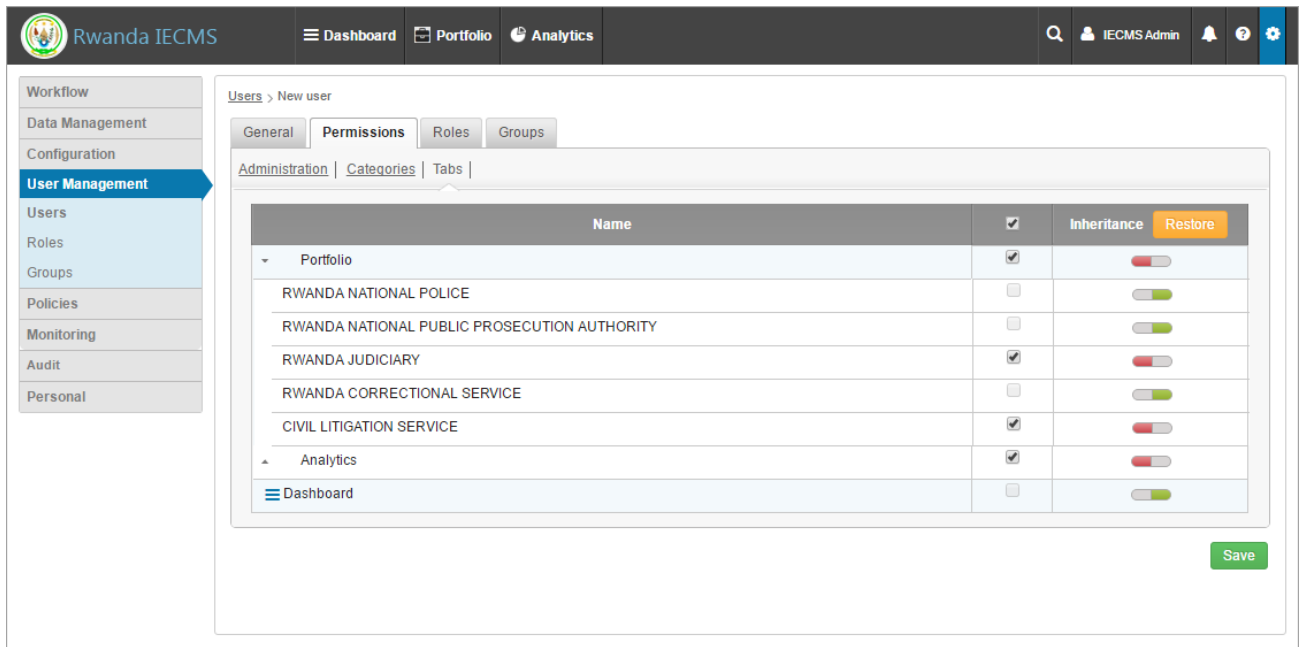 Rwanda IECMS Dashboard Portfolio Analytics IECMS Admin
Workflow
Data Management
Configuration
User Management
Users
Roles
Groups
Policies
Monitoring
Audit
Personal
Users > New user
General Permissions Roles Groups
Administration | Categories | Tabs |
Name Inheritance Restore
Portfolio
RWANDA NATIONAL POLICE
RWANDA NATIONAL PUBLIC PROSECUTION AUTHORITY
RWANDA JUDICIARY
RWANDA CORRECTIONAL SERVICE
CIVIL LITIGATION SERVICE
Analytics
Dashboard
Save